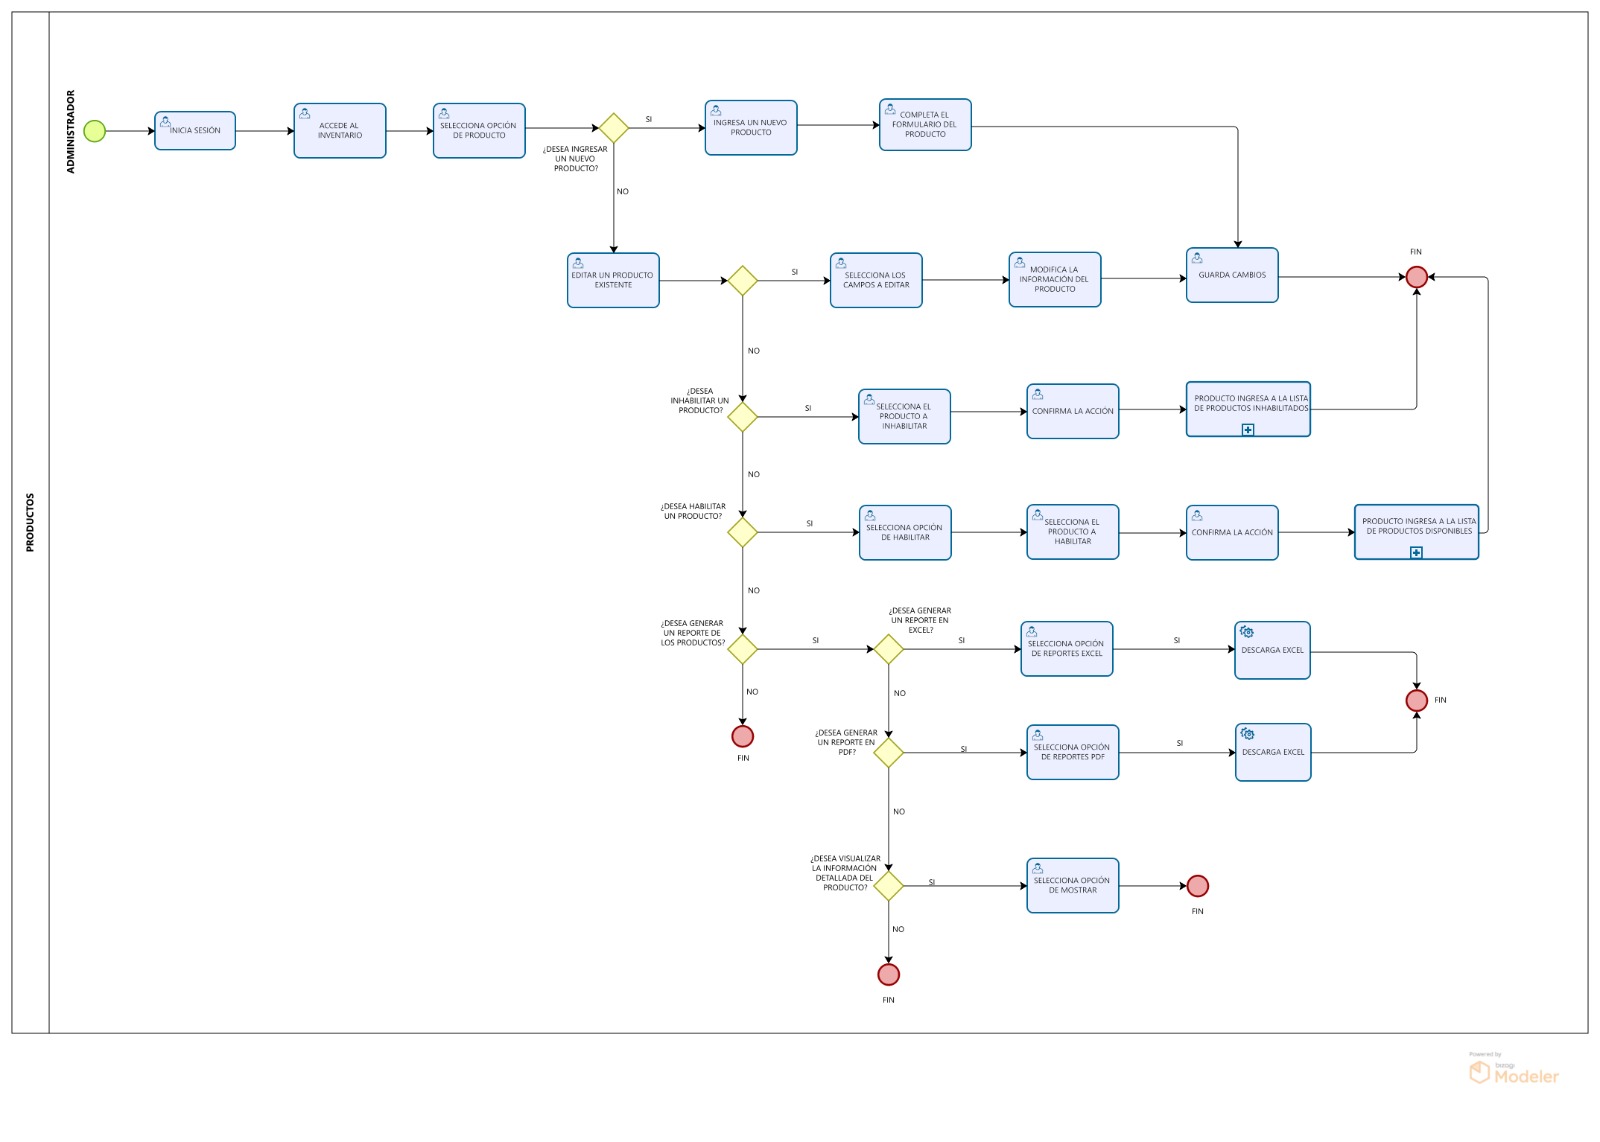 PRODUCTOS
ADMINISTRADOR
INICIA SESIÓN
ACCEDE AL
INVENTARIO
SELECCIONA OPCIÓN
DE PRODUCTO
¿DESEA INGRESAR
UN NUEVO
PRODUCTO?
SI
INGRESA UN NUEVO
PRODUCTO
COMPLETA EL
FORMULARIO DEL
PRODUCTO
NO
EDITAR UN PRODUCTO
EXISTENTE
SI
SELECCIONA LOS
CAMPOS A EDITAR
MODIFICA LA
INFORMACIÓN DEL
PRODUCTO
GUARDA CAMBIOS
FIN
NO
¿DESEA
INHABILITAR UN
PRODUCTO?
SI
SELECCIONA EL
PRODUCTO A
INHABILITAR
CONFIRMA LA ACCIÓN
PRODUCTO INGRESA A LA LISTA
DE PRODUCTOS INHABILITADOS
NO
¿DESEA HABILITAR
UN PRODUCTO?
SI
SELECCIONA OPCIÓN
DE HABILITAR
SELECCIONA EL
PRODUCTO A
HABILITAR
CONFIRMA LA ACCIÓN
PRODUCTO INGRESA A LA LISTA
DE PRODUCTOS DISPONIBLES
NO
¿DESEA GENERAR
UN REPORTE DE
LOS PRODUCTOS?
SI
¿DESEA GENERAR
UN REPORTE EN
EXCEL?
SI
SELECCIONA OPCIÓN
DE REPORTES EXCEL
SI
DESCARGA EXCEL
NO
FIN
NO
FIN
¿DESEA GENERAR
UN REPORTE EN
PDF?
SI
SELECCIONA OPCIÓN
DE REPORTES PDF
SI
DESCARGA EXCEL
NO
¿DESEA VISUALIZAR
LA INFORMACIÓN
DETALLADA DEL
PRODUCTO?
SI
SELECCIONA OPCIÓN
DE MOSTRAR
FIN
NO
FIN
Powered by
bizagi
Modeler